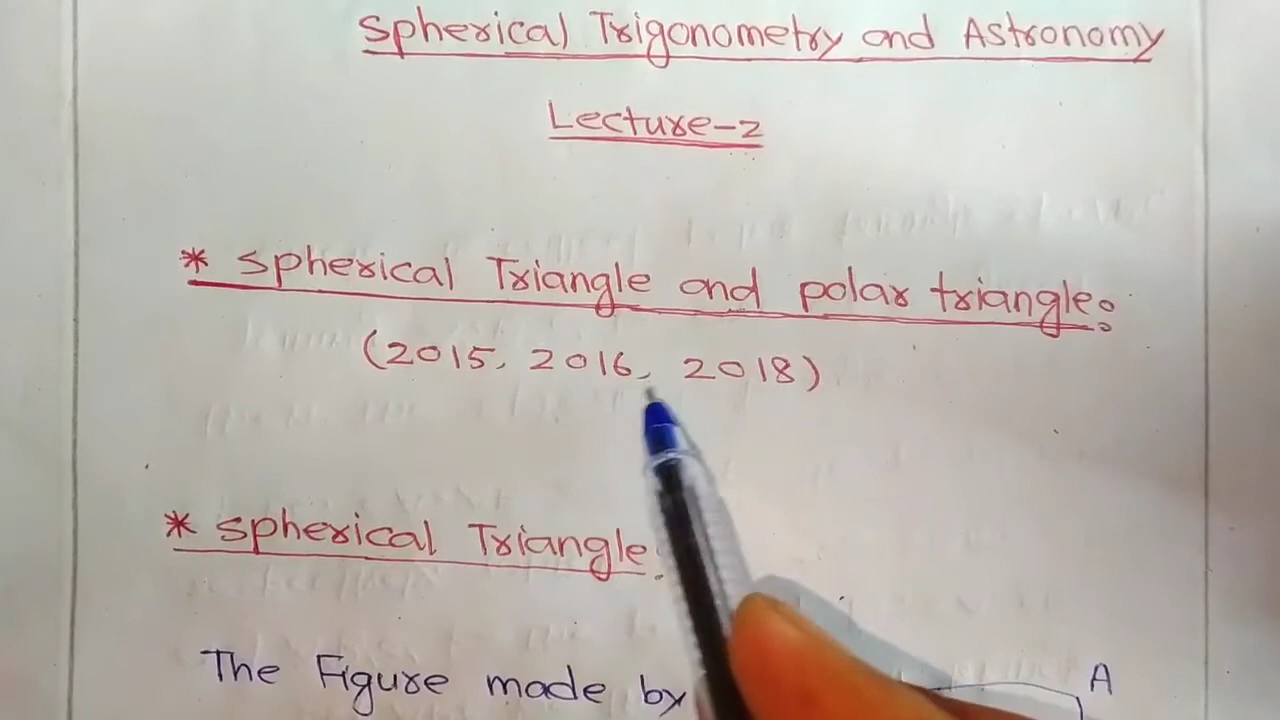 Spherical Trigonometry and Astronomy
Lecture-2
* Spherical Triangle and polar triangle:
(2015, 2016, 2018)
* Spherical Triangle:
The Figure made by
A